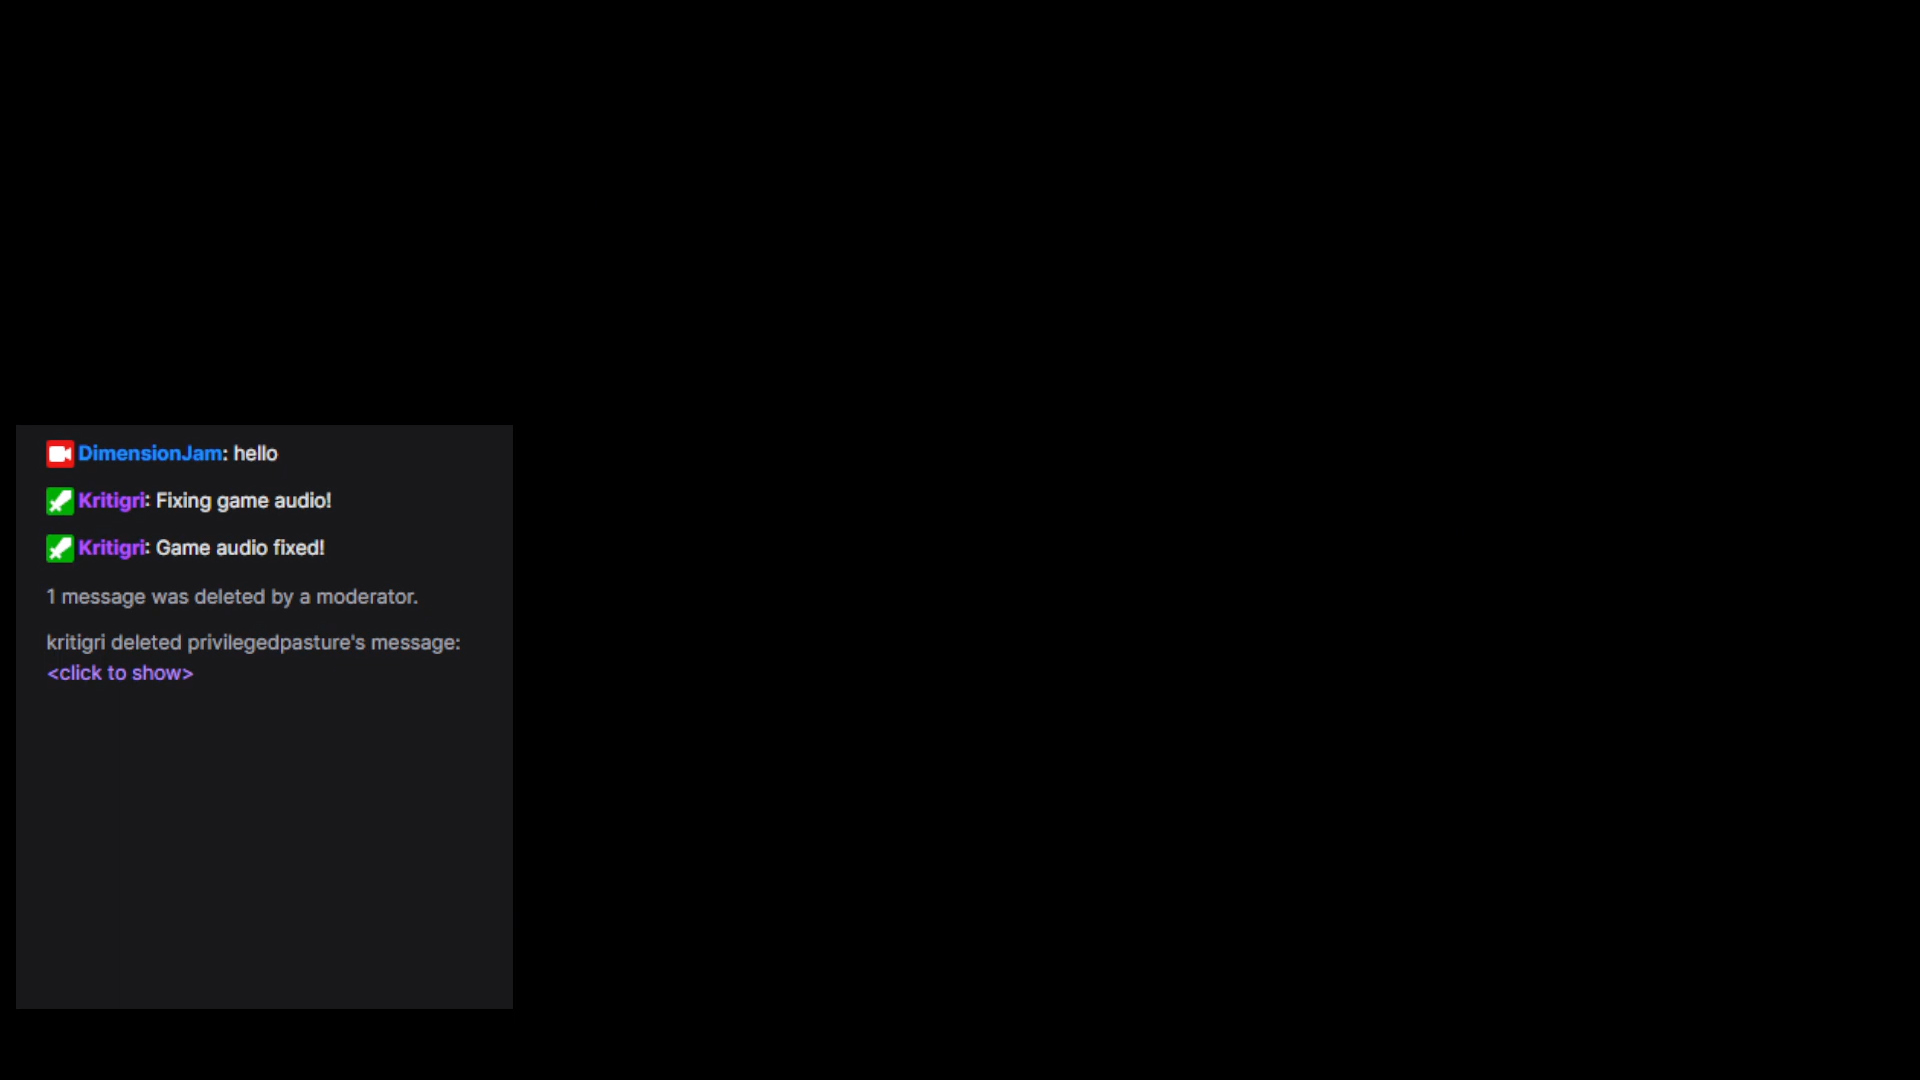 DimensionJam: hello
Kritigri: Fixing game audio!
Kritigri: Game audio fixed!
1 message was deleted by a moderator.
kritigri deleted privilegedpasture's message:
<click to show>